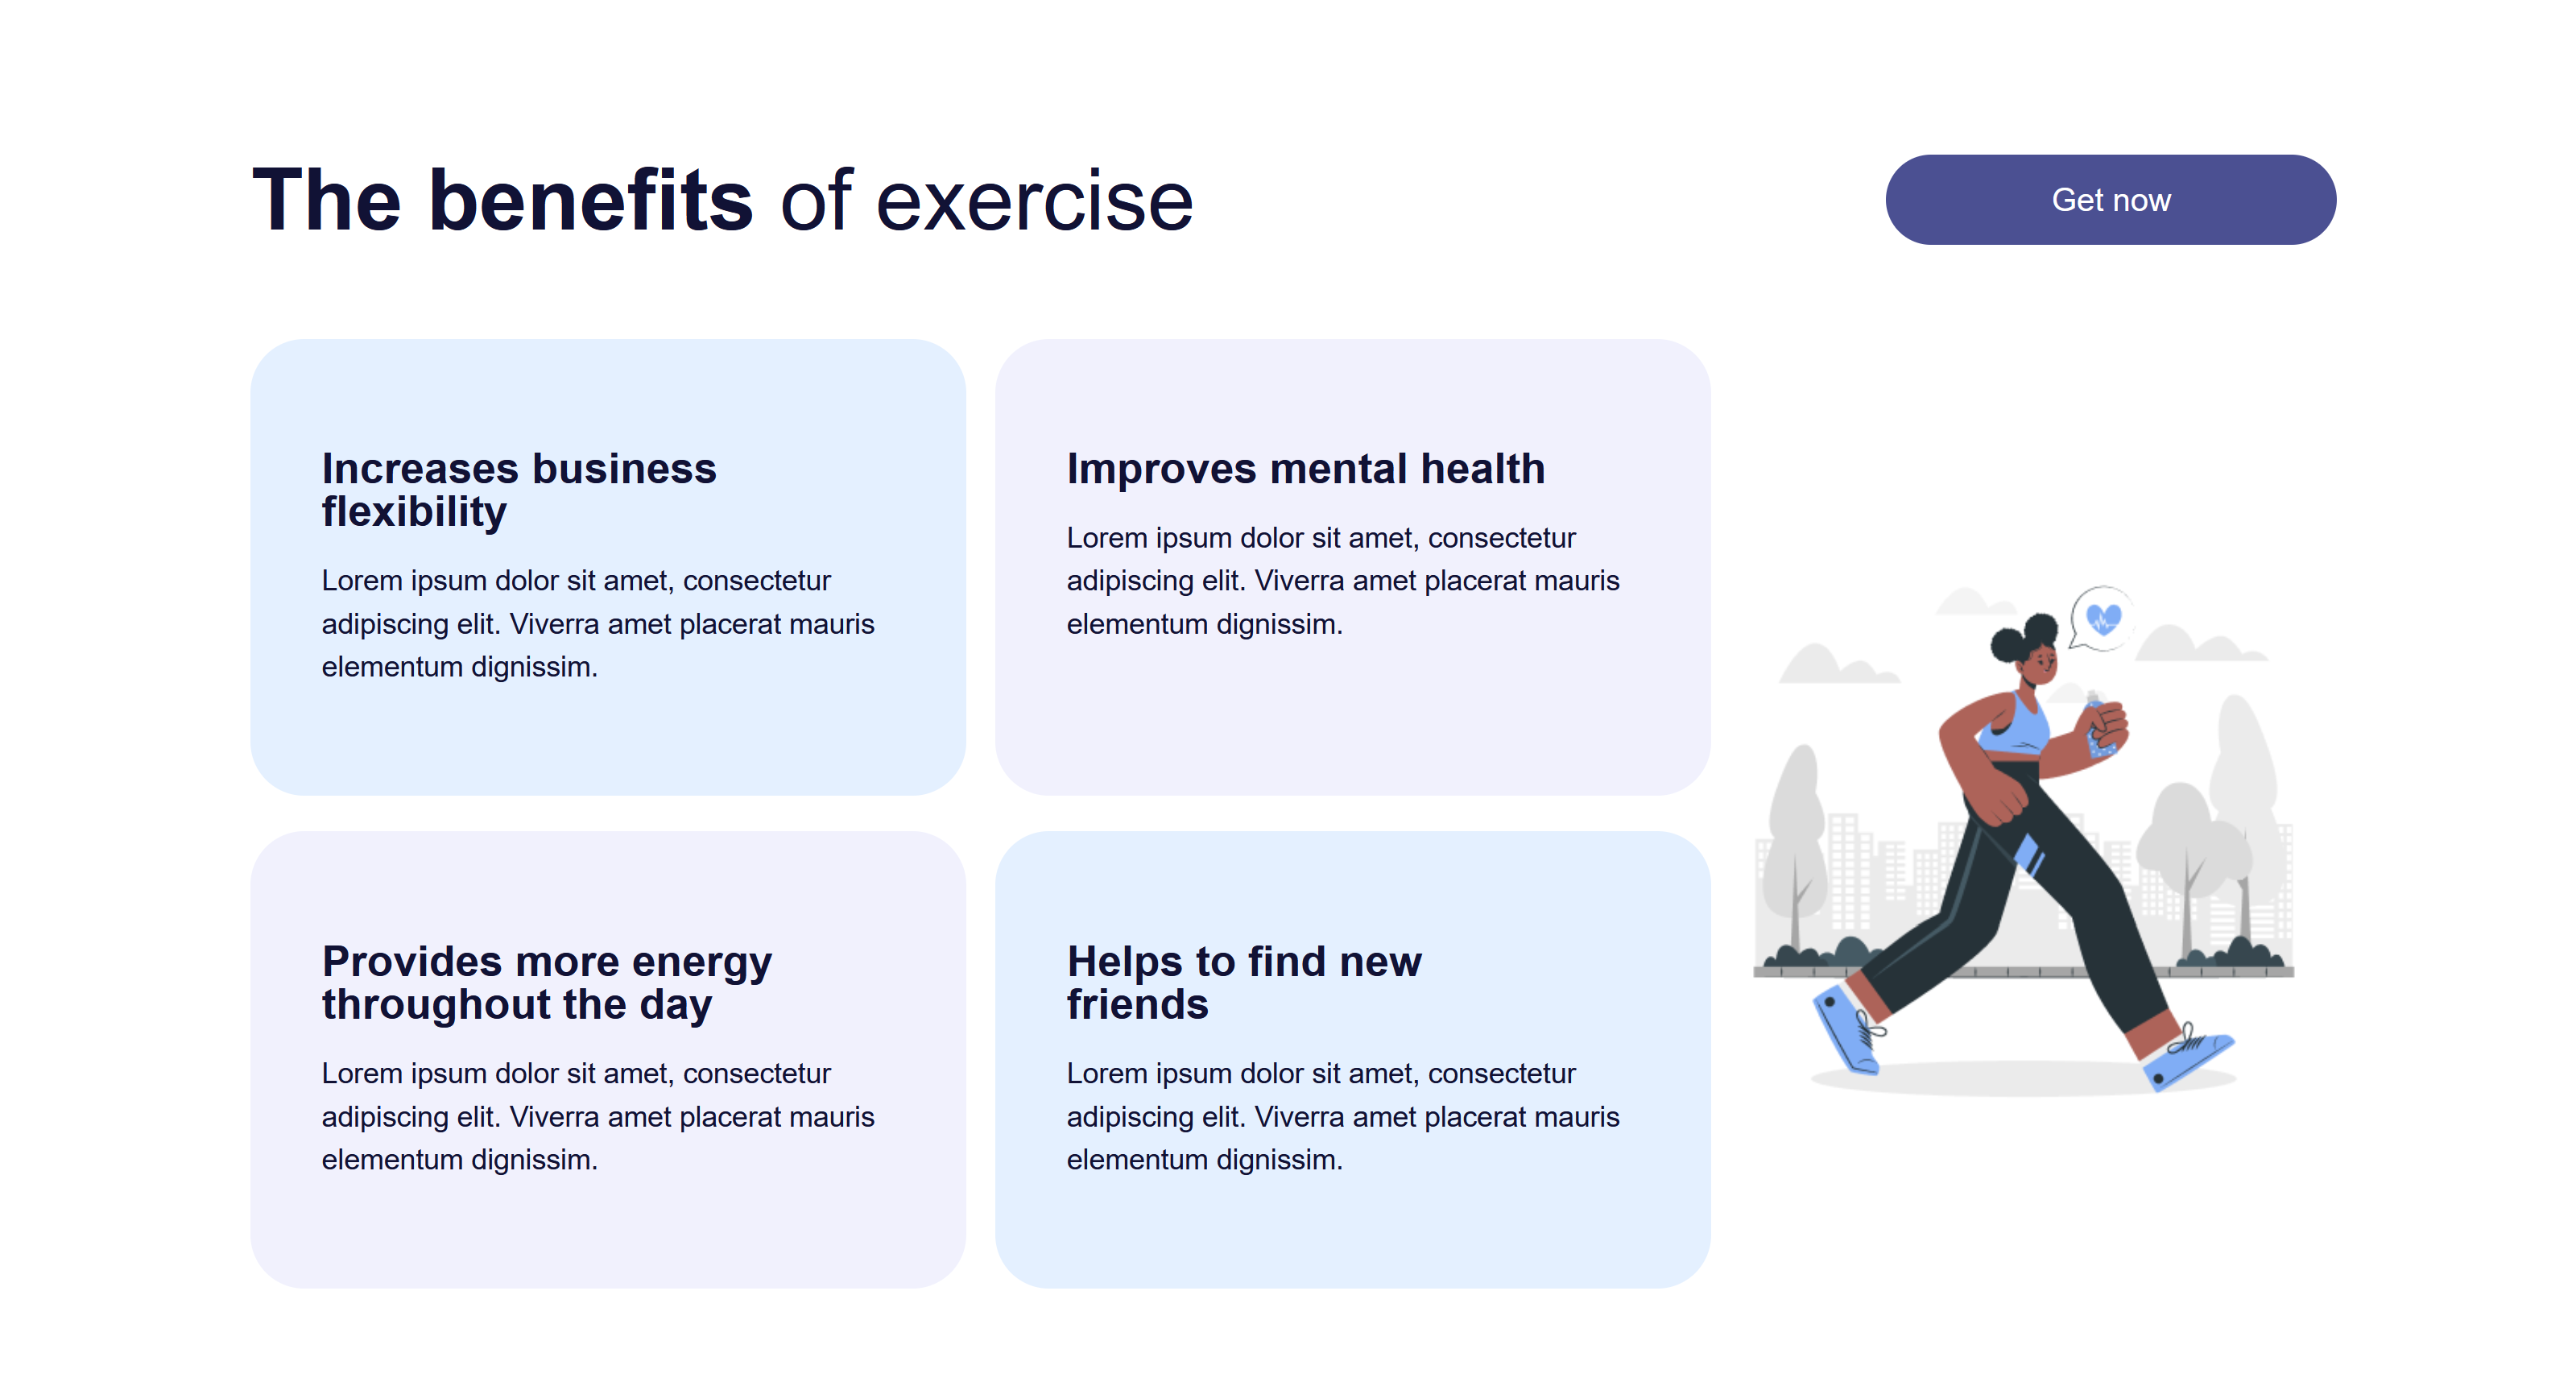 The benefits of exercise
Get now
Increases business
flexibility
Lorem ipsum dolor sit amet, consectetur
adipiscing elit. Viverra amet placerat mauris
elementum dignissim.
Improves mental health
Lorem ipsum dolor sit amet, consectetur
adipiscing elit. Viverra amet placerat mauris
elementum dignissim.
Provides more energy
throughout the day
Lorem ipsum dolor sit amet, consectetur
adipiscing elit. Viverra amet placerat mauris
elementum dignissim.
Helps to find new
friends
Lorem ipsum dolor sit amet, consectetur
adipiscing elit. Viverra amet placerat mauris
elementum dignissim.